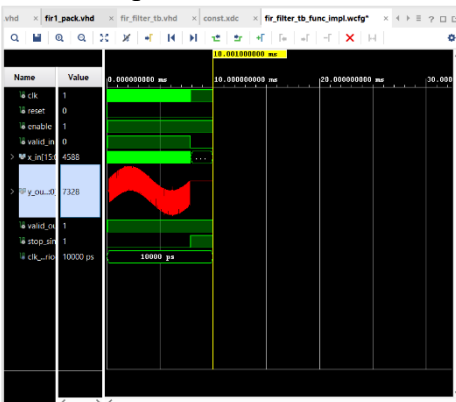 .vhd × fir1_pack.vhd × fir_filter_tb.vhd × const.xdc × fir_filter_tb_func_impl.wcfg* ×
10.001000000 ms
Name Value 0.000000000 ms 10.000000000 ms 20.000000000 ms 30.000
clk 1
reset 0
enable 1
valid_in 0
x_in[15:0 4588 ...
y_ou...:0] 7328
valid_ou 1
stop_sin 1
clk_...rio 10000 ps 10000 ps